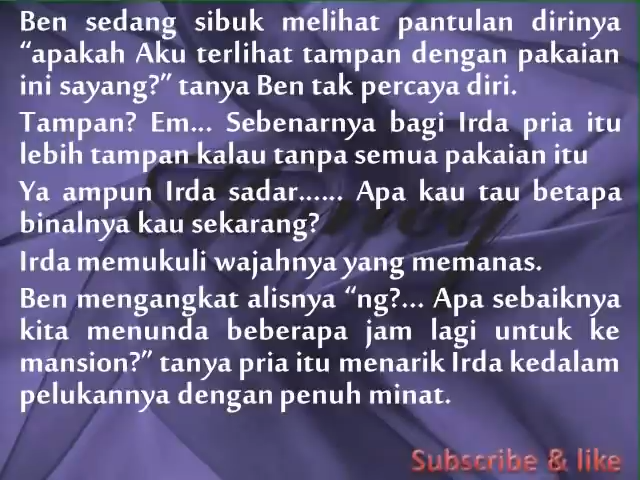 Ben sedang sibuk melihat pantulan dirinya
“apakah Aku terlihat tampan dengan pakaian
ini sayang?” tanya Ben tak percaya diri.
Tampan? Em... Sebenarnya bagi Irda pria itu
lebih tampan kalau tanpa semua pakaian itu
Ya ampun Irda sadar...... Apa kau tau betapa
binalnya kau sekarang?
Irda memukuli wajahnya yang memanas.
Ben mengangkat alisnya “ng?... Apa sebaiknya
kita menunda beberapa jam lagi untuk ke
mansion?” tanya pria itu menarik Irda kedalam
pelukannya dengan penuh minat.
Subscribe & like